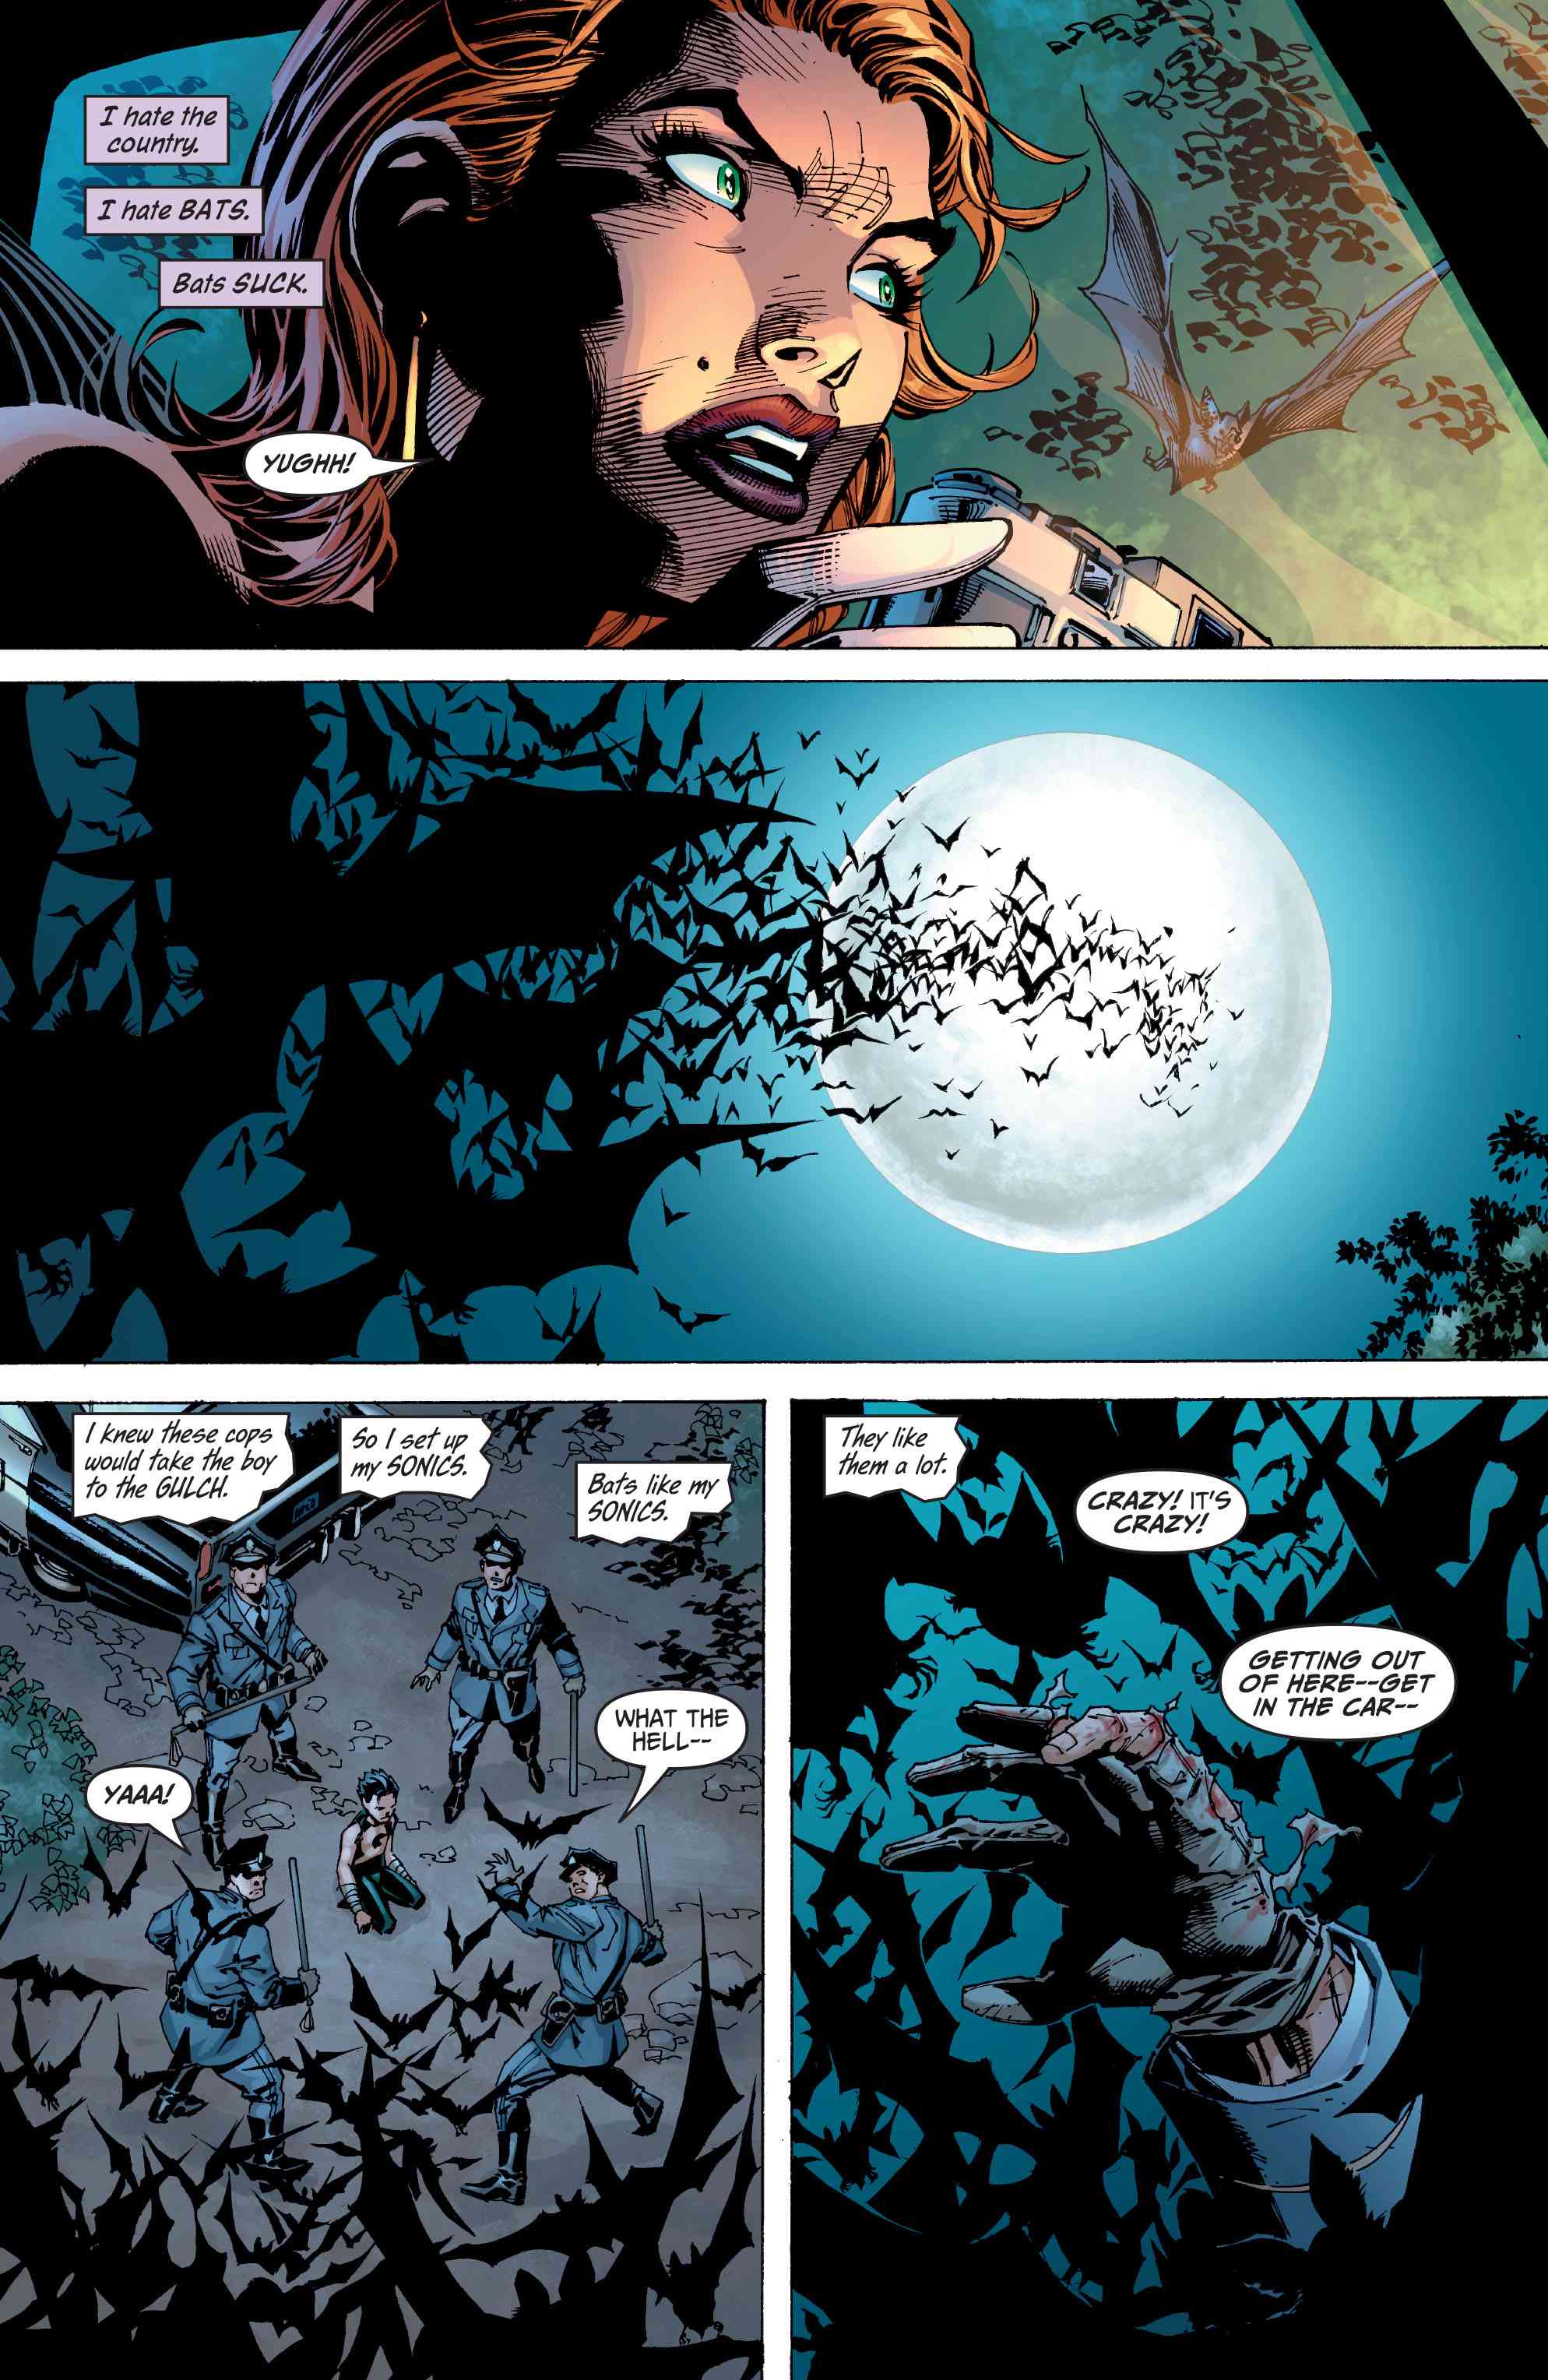 I hate the
country.
I hate BATS.
Bats SUCK.
YUGHH!
I knew these cops
would take the boy
to the GULCH.
So I set up
my SONICS.
Bats like my
SONICS.
WHAT THE
HELL--
YAAA!
They like
them a lot.
CRAZY! IT'S
CRAZY!
GETTING OUT
OF HERE--GET
IN THE CAR--